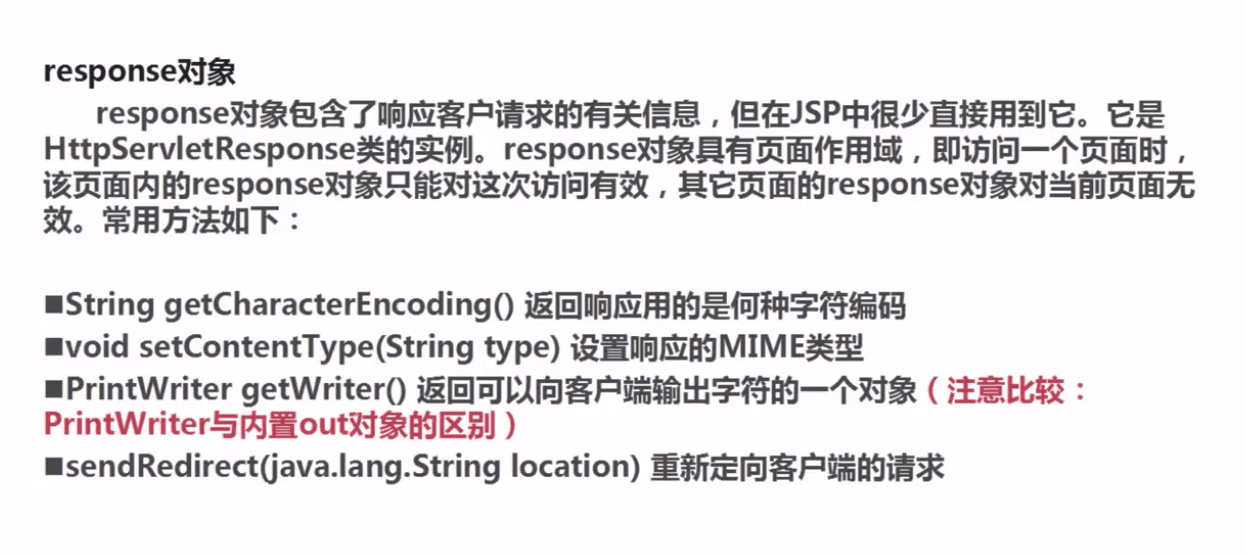 response对象
response对象包含了响应客户请求的有关信息，但在JSP中很少直接用到它。它是
HttpServletResponse类的实例。response对象具有页面作用域，即访问一个页面时，
该页面内的response对象只能对这次访问有效，其它页面的response对象对当前页面无
效。常用方法如下：
■String getCharacterEncoding() 返回响应用的是何种字符编码
■void setContentType(String type) 设置响应的MIME类型
■PrintWriter getWriter() 返回可以向客户端输出字符的一个对象（注意比较：
PrintWriter与内置out对象的区别）
■sendRedirect(java.lang.String location) 重新定向客户端的请求